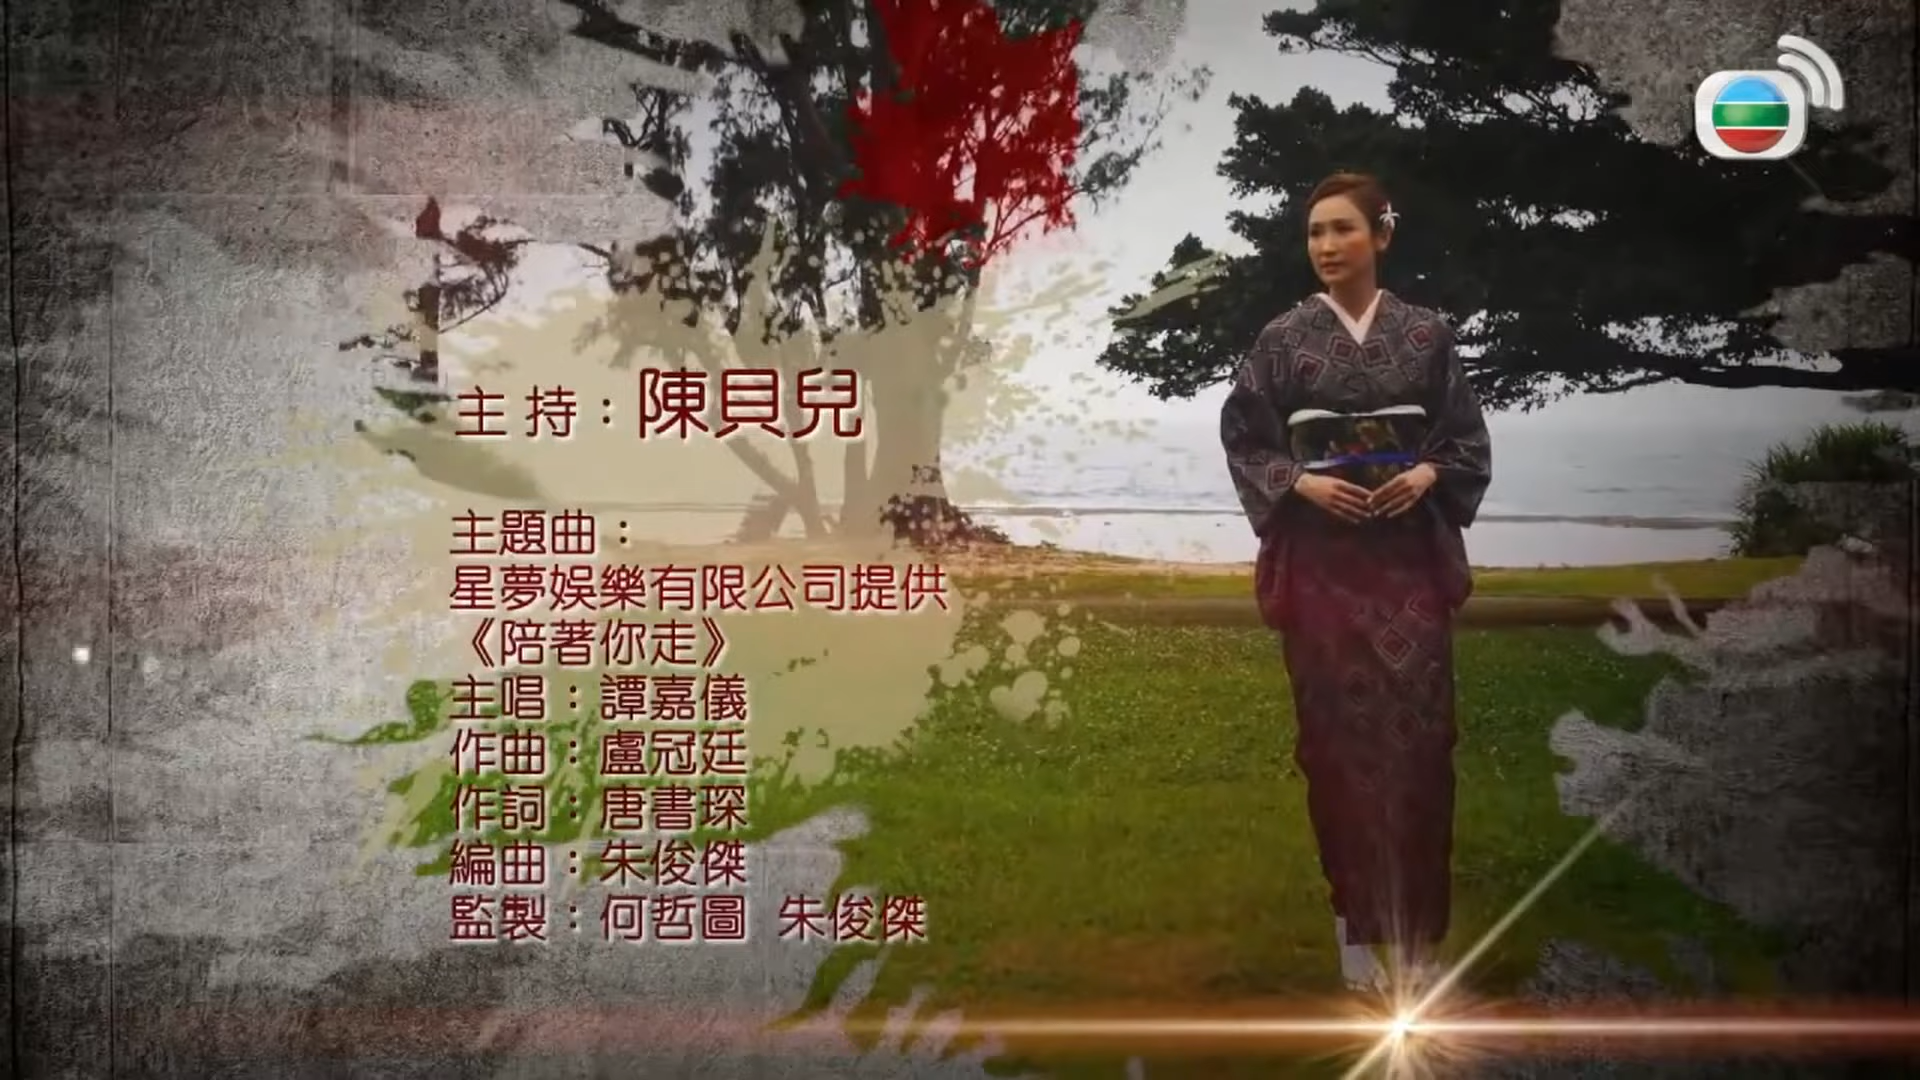 主持：陳貝兒
主題曲：
星夢娛樂有限公司提供
《陪著你走》
主唱：譚嘉儀
作曲：盧冠廷
作詞：唐書琛
編曲：朱俊傑
監製：何哲圖 朱俊傑